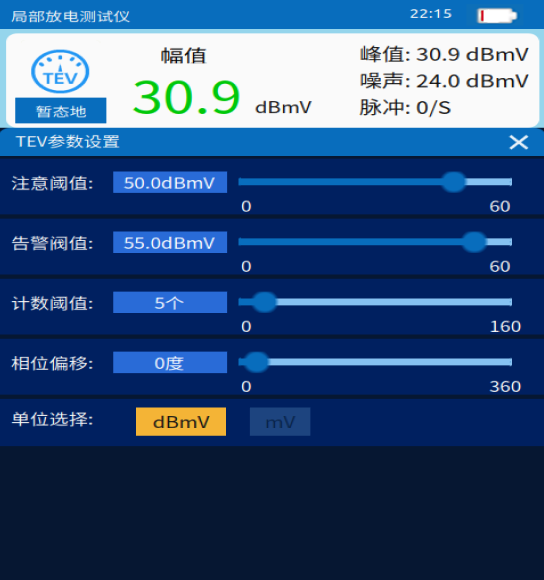 局部放电测试仪 22:15
TEV
暂态地
幅值
30.9 dBmV
峰值: 30.9 dBmV
噪声: 24.0 dBmV
脉冲: 0/S
TEV参数设置
注意阈值: 50.0dBmV
0 60
告警阀值: 55.0dBmV
0 60
计数阈值: 5个
0 160
相位偏移: 0度
0 360
单位选择: dBmV mV